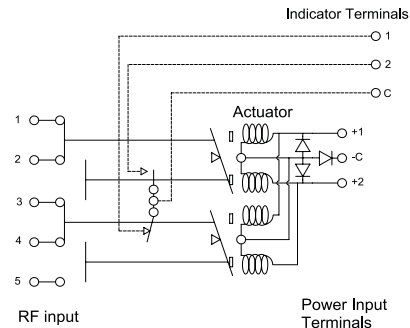 Indicator Terminals
1
2
C
Actuator
1
2
3
4
5
+1
-C
+2
RF input
Power Input
Terminals